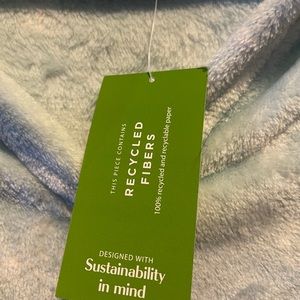 THIS PIECE CONTAINS
RECYCLED
FIBERS
100% recycled and recyclable paper
DESIGNED WITH
Sustainability
in mind